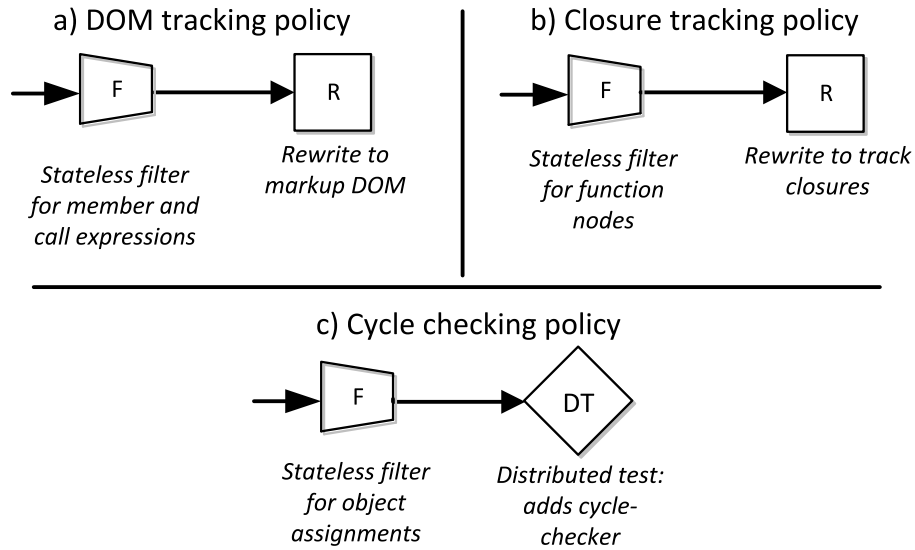 a) DOM tracking policy
F
R
Stateless filter
for member and
call expressions
Rewrite to
markup DOM
b) Closure tracking policy
F
R
Stateless filter
for function
nodes
Rewrite to track
closures
c) Cycle checking policy
F
DT
Stateless filter
for object
assignments
Distributed test:
adds cycle-
checker